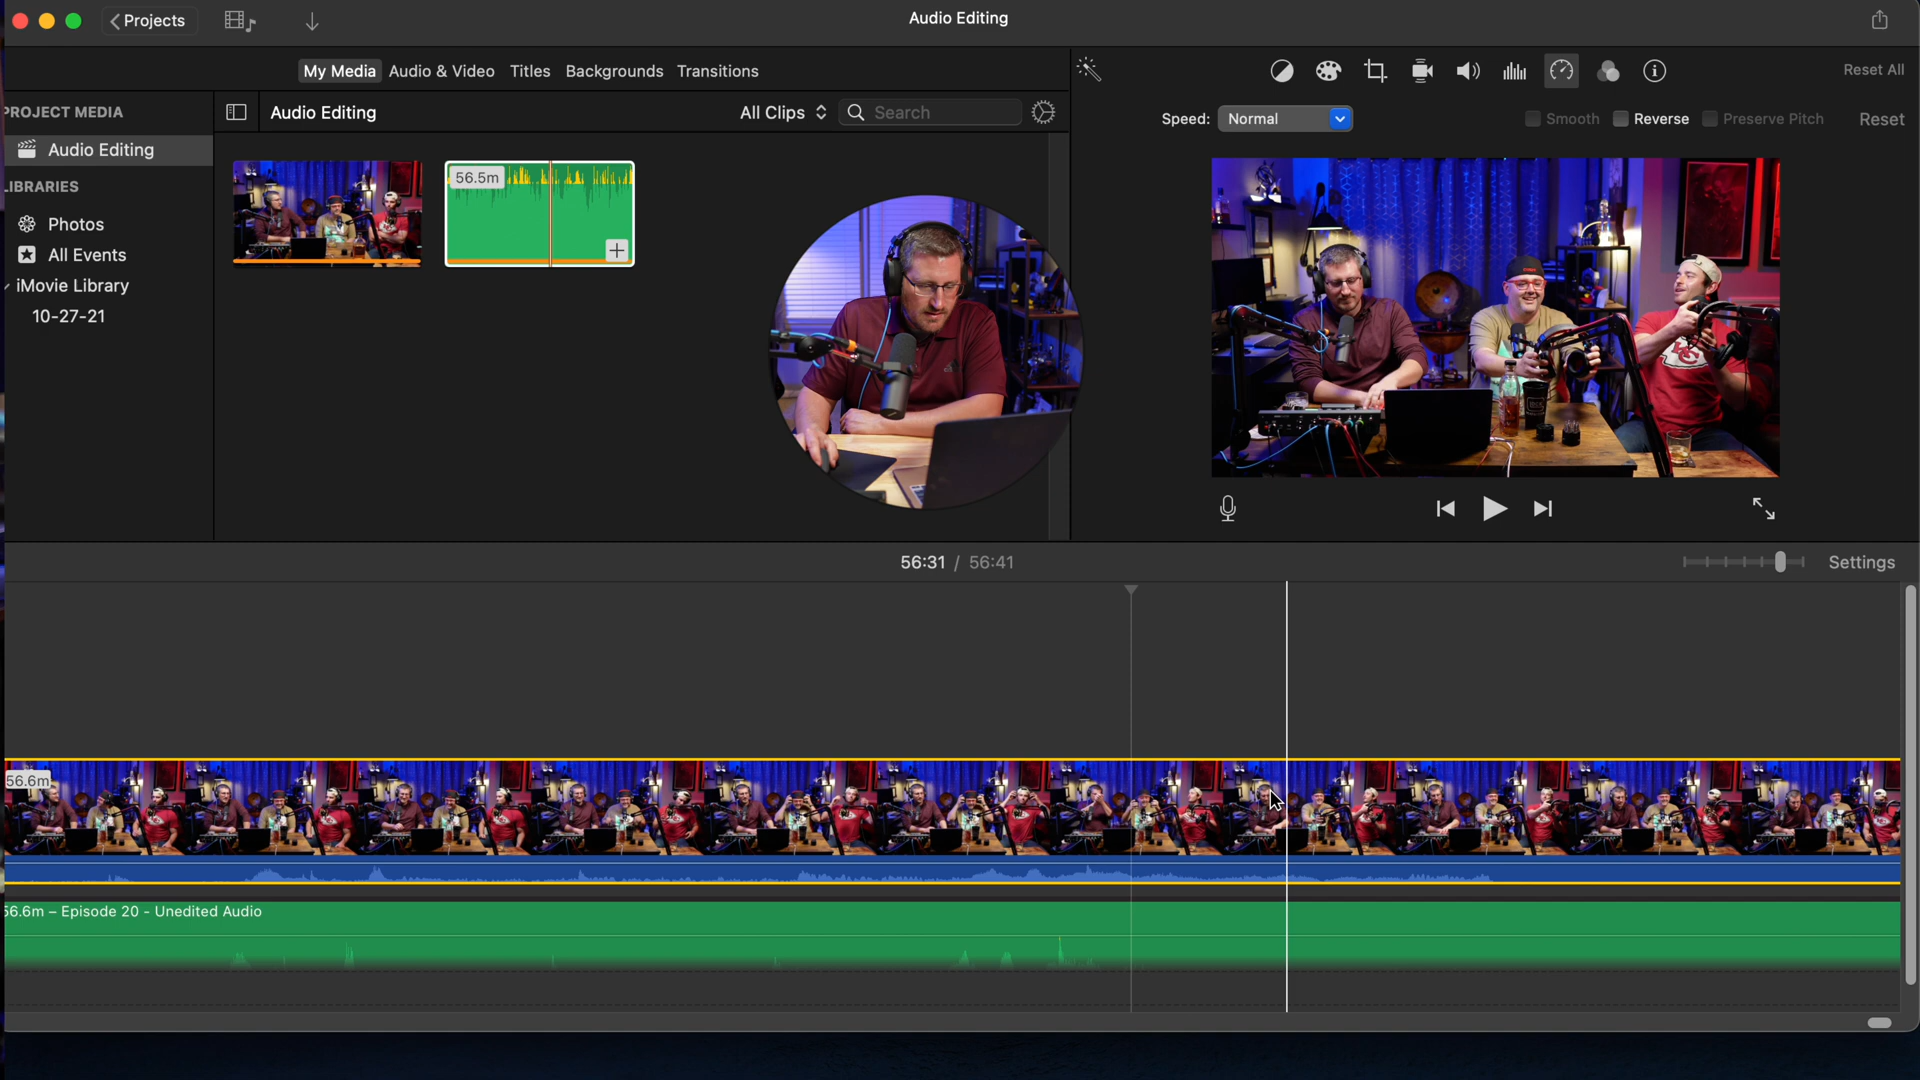 Projects
Audio Editing
My Media
Audio & Video
Titles
Backgrounds
Transitions
Reset All
PROJECT MEDIA
Audio Editing
All Clips
Search
Speed:
Normal
Smooth
Reverse
Preserve Pitch
Reset
Audio Editing
LIBRARIES
56.5m
Photos
All Events
iMovie Library
10-27-21
56:31 / 56:41
Settings
56.6m
56.6m – Episode 20 - Unedited Audio